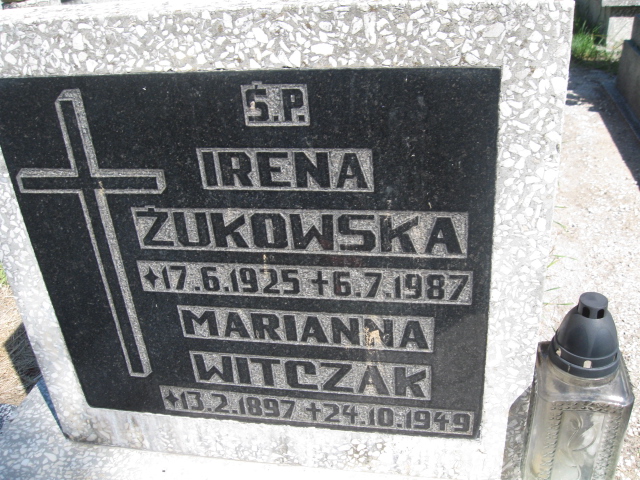 Ś.P.
IRENA
ŻUKOWSKA
✦17.6.1925 +6.7.1987
MARIANNA
WITCZAK
✦13.2.1897 +24.10.1949